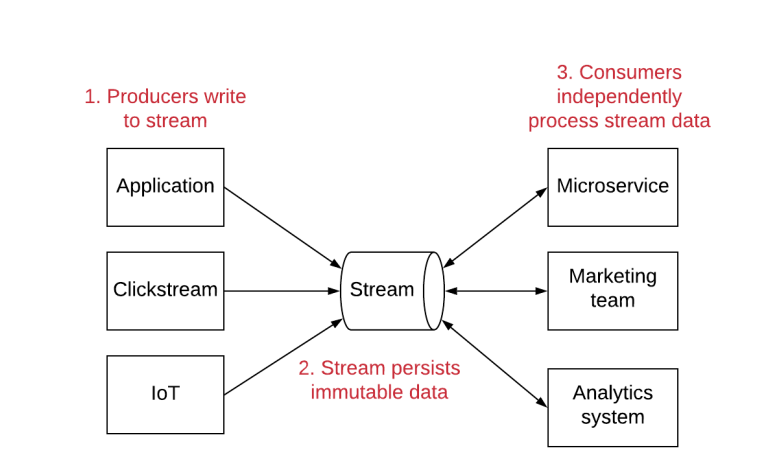 1. Producers write
to stream
3. Consumers
independently
process stream data
Application
Microservice
Clickstream
Stream
Marketing
team
IoT
2. Stream persists
immutable data
Analytics
system